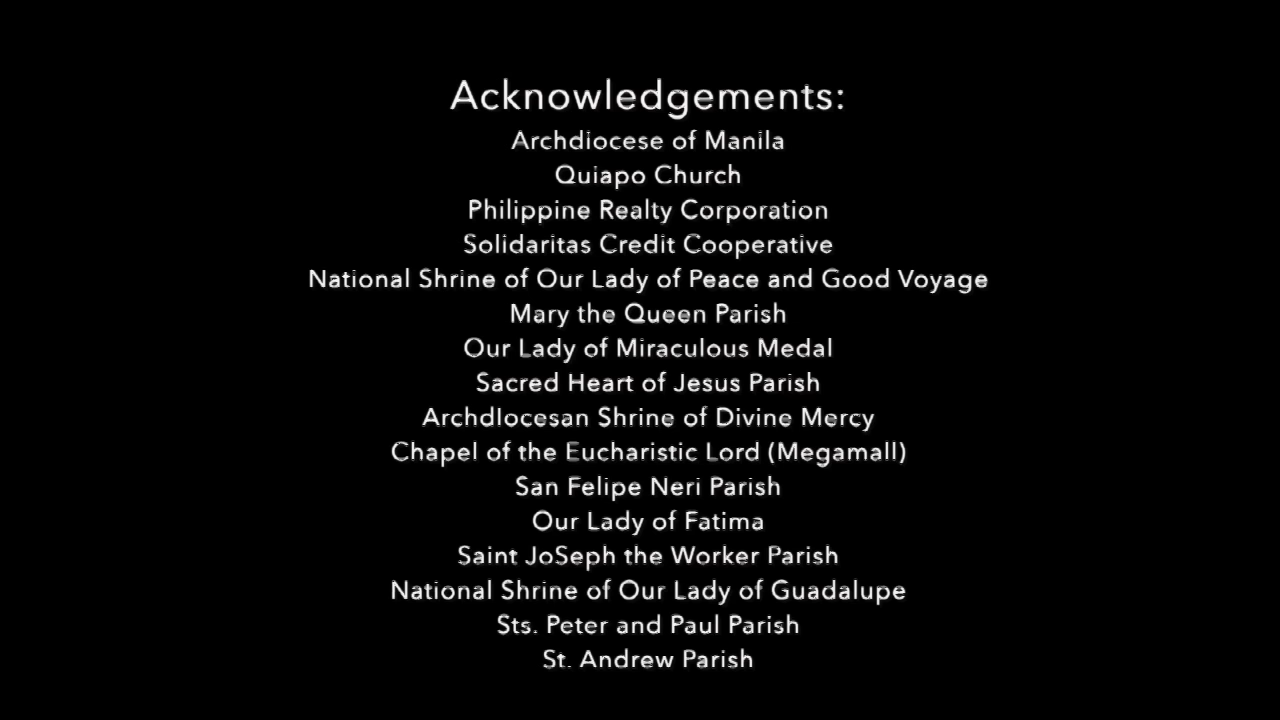 Acknowledgements:
Archdiocese of Manila
Quiapo Church
Philippine Realty Corporation
Solidaritas Credit Cooperative
National Shrine of Our Lady of Peace and Good Voyage
Mary the Queen Parish
Our Lady of Miraculous Medal
Sacred Heart of Jesus Parish
ArchdIocesan Shrine of Divine Mercy
Chapel of the Eucharistic Lord (Megamall)
San Felipe Neri Parish
Our Lady of Fatima
Saint JoSeph the Worker Parish
National Shrine of Our Lady of Guadalupe
Sts. Peter and Paul Parish
St. Andrew Parish